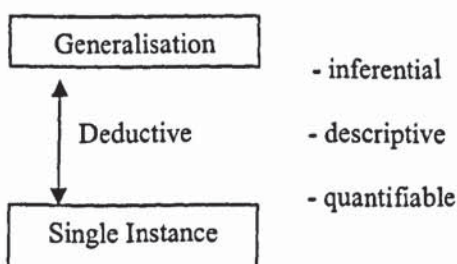 Generalisation
- inferential
Deductive
- descriptive
- quantifiable
Single Instance